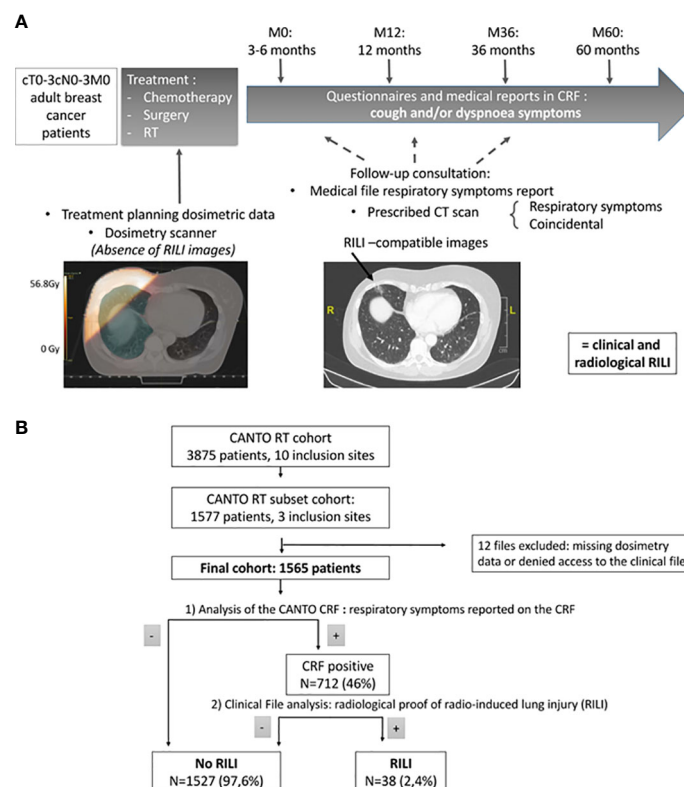 A
M0:
3-6 months
M12:
12 months
M36:
36 months
M60:
60 months
cT0-3cN0-3M0
adult breast
cancer
patients
Treatment :
- Chemotherapy
- Surgery
- RT
Questionnaires and medical reports in CRF :
cough and/or dyspnoea symptoms
Follow-up consultation:
• Medical file respiratory symptoms report
• Prescribed CT scan
Respiratory symptoms
Coincidental
• Treatment planning dosimetric data
• Dosimetry scanner
(Absence of RILI images)
RILI –compatible images
56.8Gy
0 Gy
R
L
= clinical and
radiological RILI
B
CANTO RT cohort
3875 patients, 10 inclusion sites
CANTO RT subset cohort:
1577 patients, 3 inclusion sites
12 files excluded: missing dosimetry
data or denied access to the clinical file
Final cohort: 1565 patients
1) Analysis of the CANTO CRF : respiratory symptoms reported on the CRF
-
+
CRF positive
N=712 (46%)
2) Clinical File analysis: radiological proof of radio-induced lung injury (RILI)
-
+
No RILI
N=1527 (97,6%)
RILI
N=38 (2,4%)